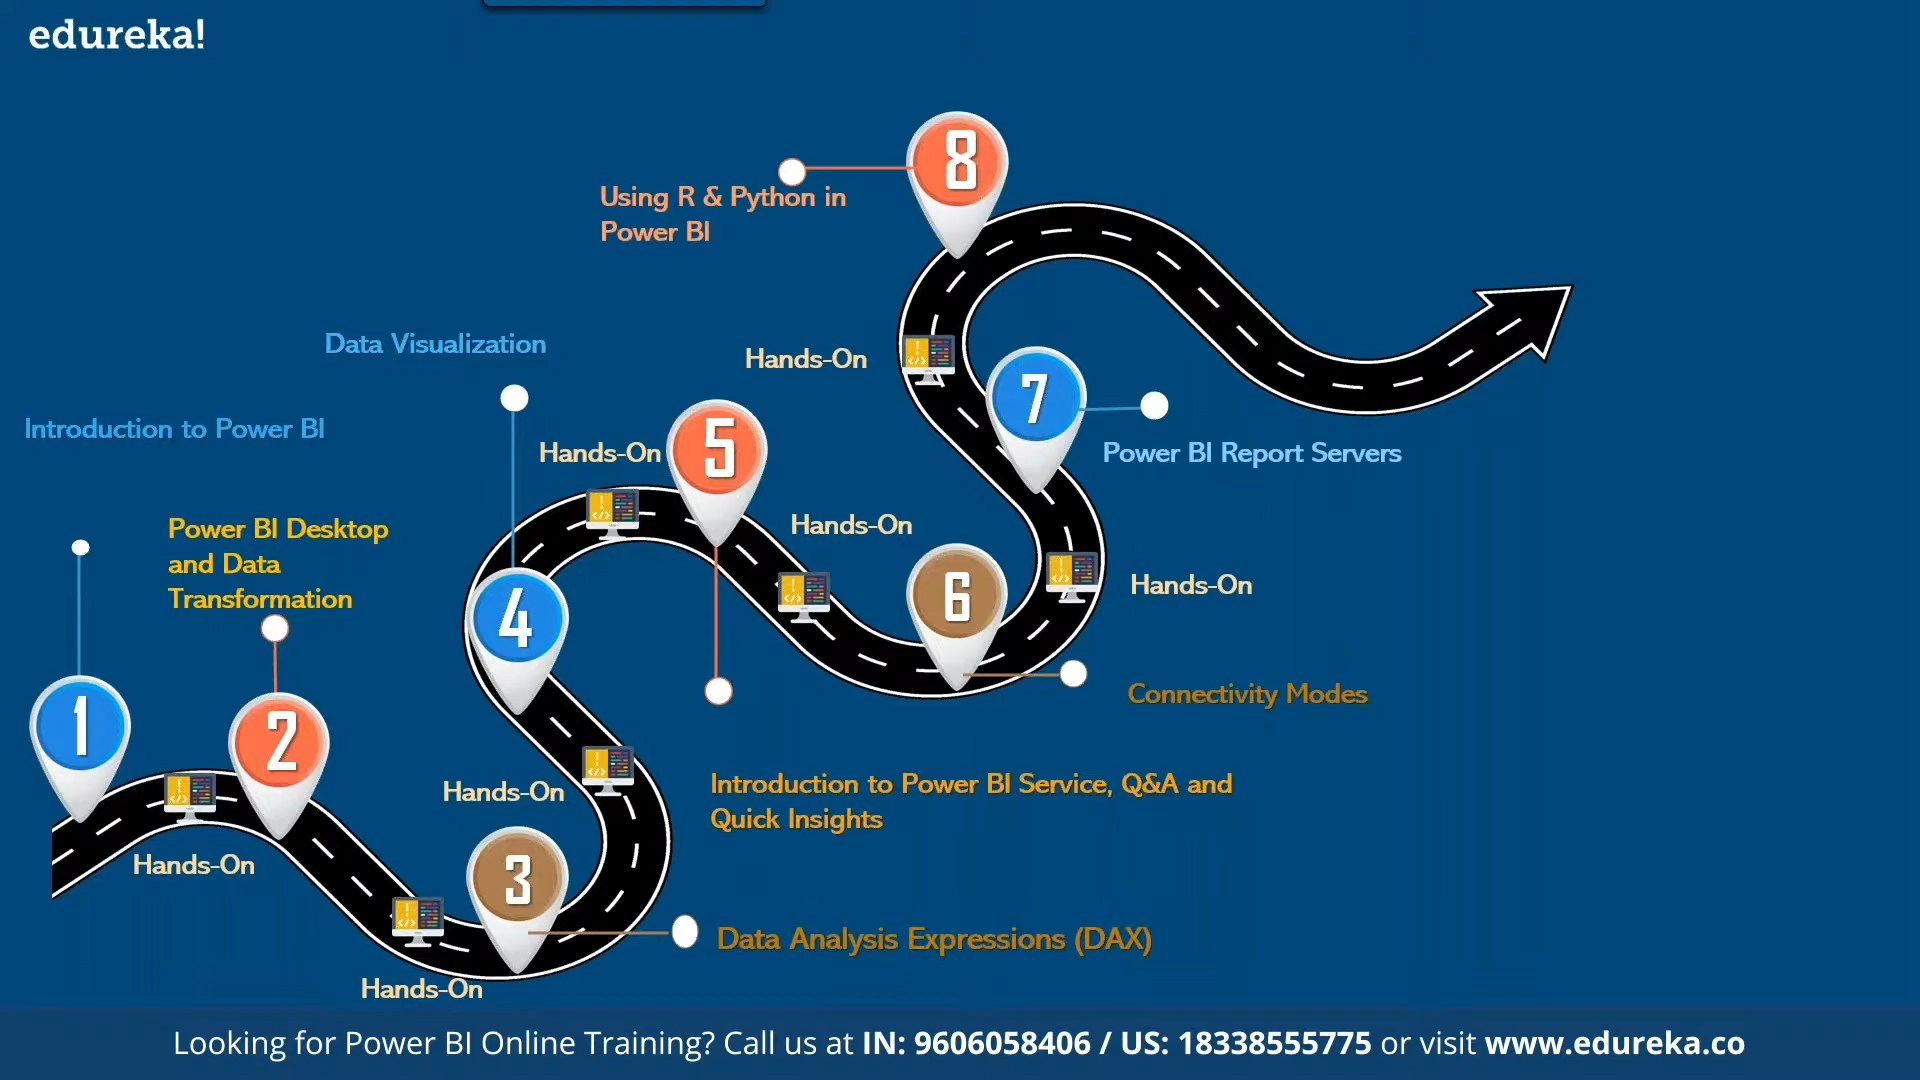 edureka!
8
Using R & Python in
Power BI
Data Visualization
Hands-On
7
Introduction to Power BI
Hands-On
5
Power BI Report Servers
Power BI Desktop
and Data
Transformation
Hands-On
4
6
Hands-On
Connectivity Modes
1
2
Hands-On
Introduction to Power BI Service, Q&A and
Quick Insights
Hands-On
3
Data Analysis Expressions (DAX)
Hands-On
Looking for Power BI Online Training? Call us at IN: 9606058406 / US: 18338555775 or visit www.edureka.co